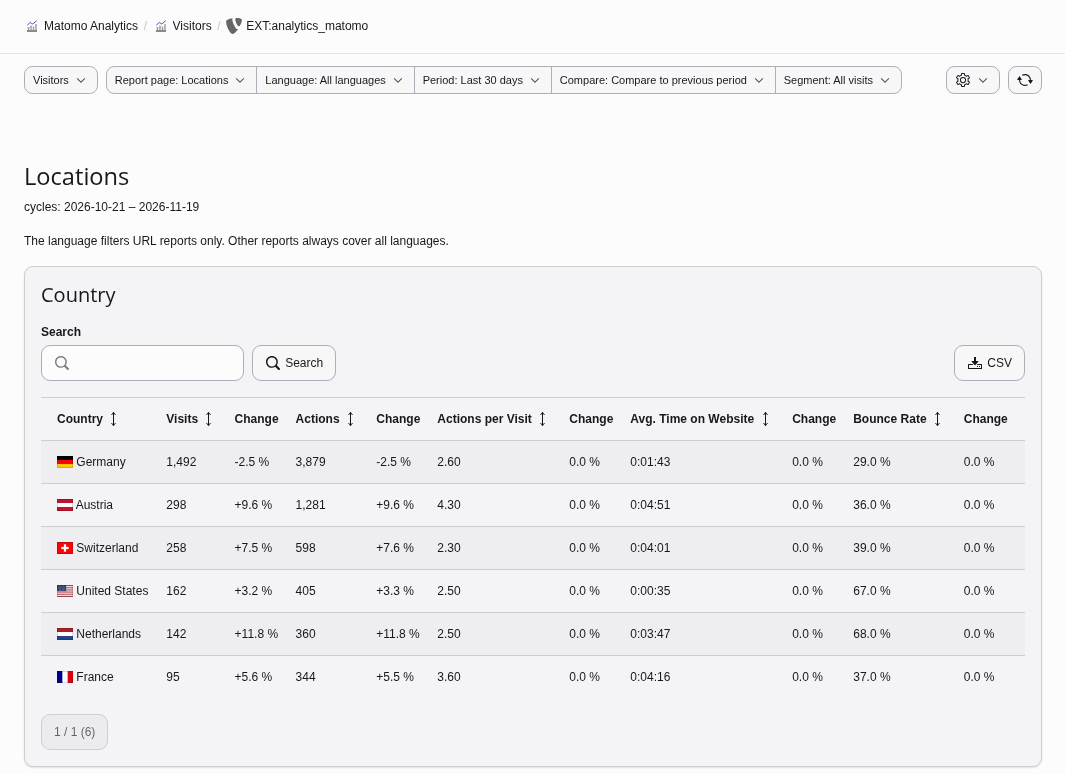 Matomo Analytics / Visitors / EXT:analytics_matomo
Visitors Report page: Locations Language: All languages Period: Last 30 days Compare: Compare to previous period Segment: All visits
Locations
cycles: 2026-10-21 – 2026-11-19
The language filters URL reports only. Other reports always cover all languages.
Country
Search
Search CSV
Country Visits Change Actions Change Actions per Visit Change Avg. Time on Website Change Bounce Rate Change
Germany 1,492 -2.5 % 3,879 -2.5 % 2.60 0.0 % 0:01:43 0.0 % 29.0 % 0.0 %
Austria 298 +9.6 % 1,281 +9.6 % 4.30 0.0 % 0:04:51 0.0 % 36.0 % 0.0 %
Switzerland 258 +7.5 % 598 +7.6 % 2.30 0.0 % 0:04:01 0.0 % 39.0 % 0.0 %
United States 162 +3.2 % 405 +3.3 % 2.50 0.0 % 0:00:35 0.0 % 67.0 % 0.0 %
Netherlands 142 +11.8 % 360 +11.8 % 2.50 0.0 % 0:03:47 0.0 % 68.0 % 0.0 %
France 95 +5.6 % 344 +5.5 % 3.60 0.0 % 0:04:16 0.0 % 37.0 % 0.0 %
1 / 1 (6)